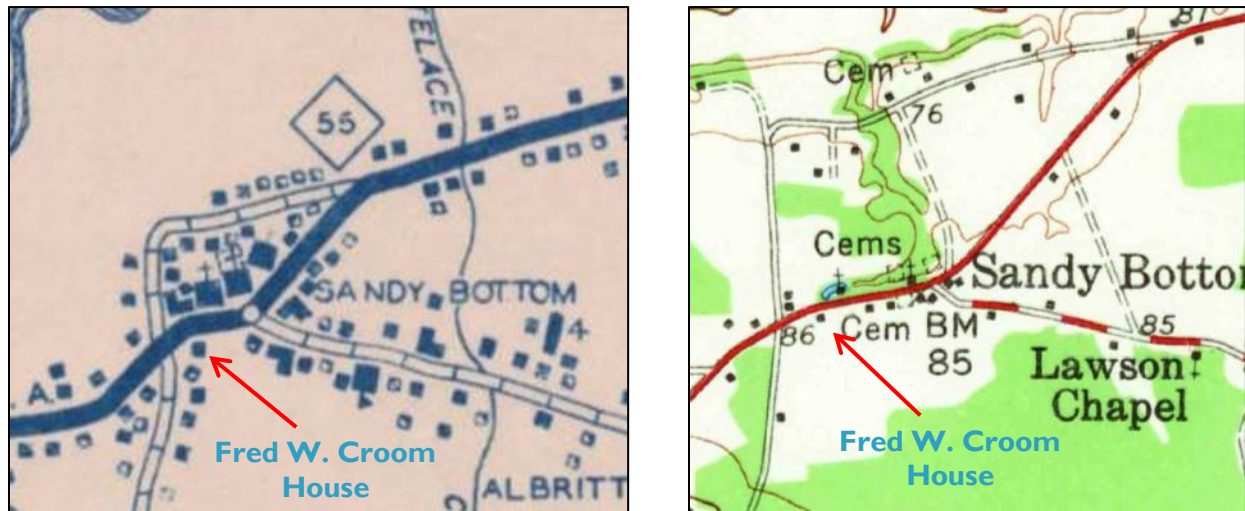 ELACE
55
SANDY BOTTOM
4
A.
Fred W. Croom
House
ALBRITT
87
Cem
76
Cems
Sandy Bottom
86
Cem
BM
85
85
Lawson
Chapel
Fred W. Croom
House